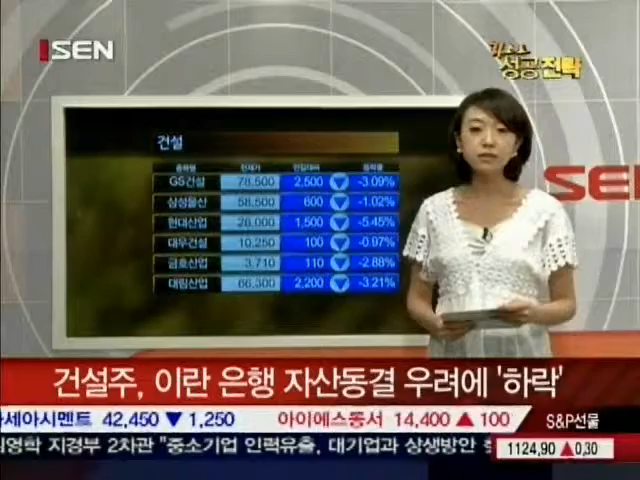 SEN
성공전략
건설
종목명 현재가 전일대비 등락률
GS건설 78,500 2,500 ▼ -3.09%
삼성물산 58,500 600 ▼ -1.02%
현대산업 26,000 1,500 ▼ -5.45%
대우건설 10,250 100 ▼ -0.97%
금호산업 3,710 110 ▼ -2.88%
대림산업 66,300 2,200 ▼ -3.21%
SEN
건설주, 이란 은행 자산동결 우려에 '하락'
세아시멘트 42,450 ▼ 1,250 아이에스동서 14,400 ▲ 100 S&P선물
임영학 지경부 2차관 "중소기업 인력유출, 대기업과 상생방안 1124,90 ▲0,30